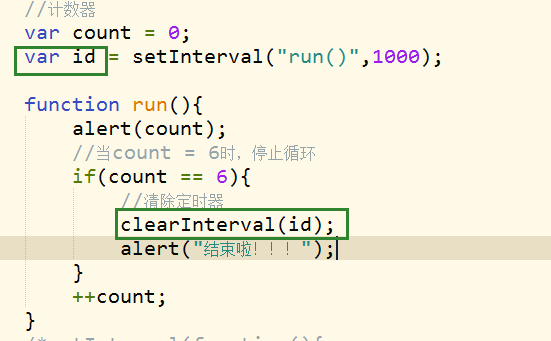 //计数器
var count = 0;
var id = setInterval("run()",1000);
function run(){
alert(count);
//当count = 6时，停止循环
if(count == 6){
//清除定时器
clearInterval(id);
alert("结束啦！！！");
}
++count;
}